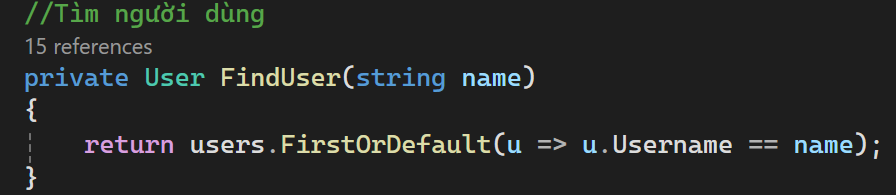 //Tìm người dùng
15 references
private User FindUser(string name)
{
return users.FirstOrDefault(u => u.Username == name);
}